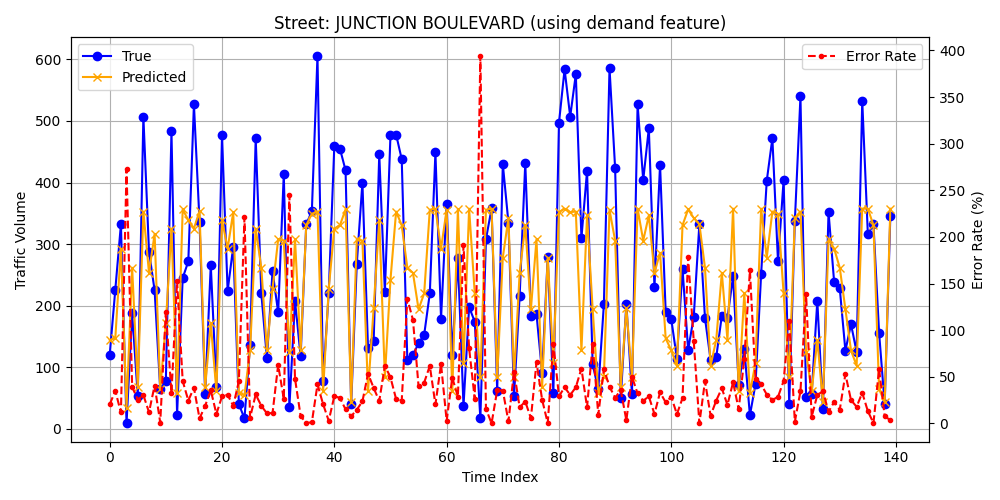 Street: JUNCTION BOULEVARD (using demand feature)
True
Predicted
Error Rate
Traffic Volume
600
500
400
300
200
100
0
400
350
300
250
200
150
100
50
0
Error Rate (%)
0 20 40 60 80 100 120 140
Time Index